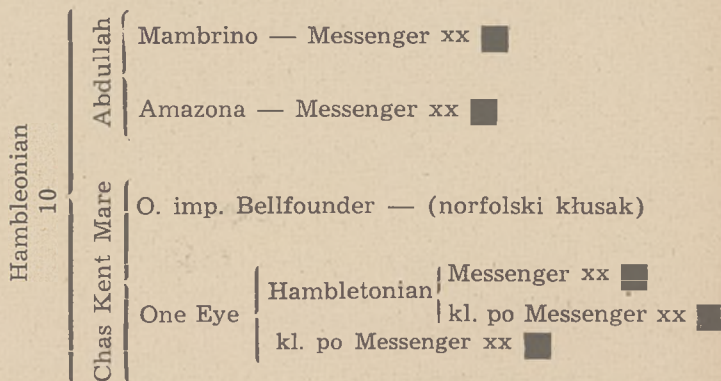 Hambleonian
10
Abdullah
Mambrino — Messenger xx
Amazona — Messenger xx
Chas Kent Mare
O. imp. Bellfounder — (norfolski kłusak)
One Eye
Hambletonian
Messenger xx
kl. po Messenger xx
kl. po Messenger xx